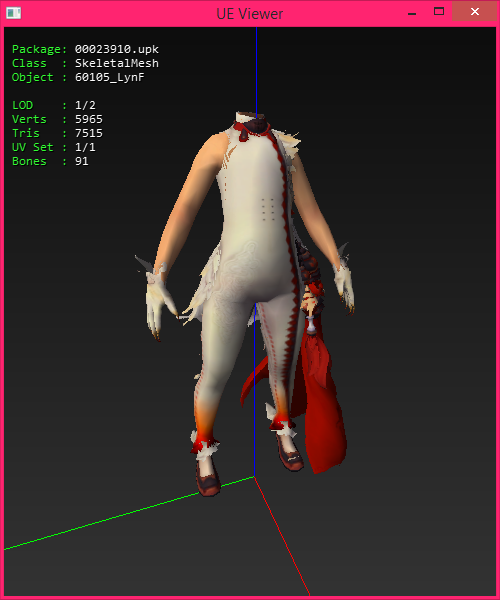 UE Viewer
Package: 00023910.upk
Class : SkeletalMesh
Object : 60105_LynF
LOD : 1/2
Verts : 5965
Tris : 7515
UV Set : 1/1
Bones : 91